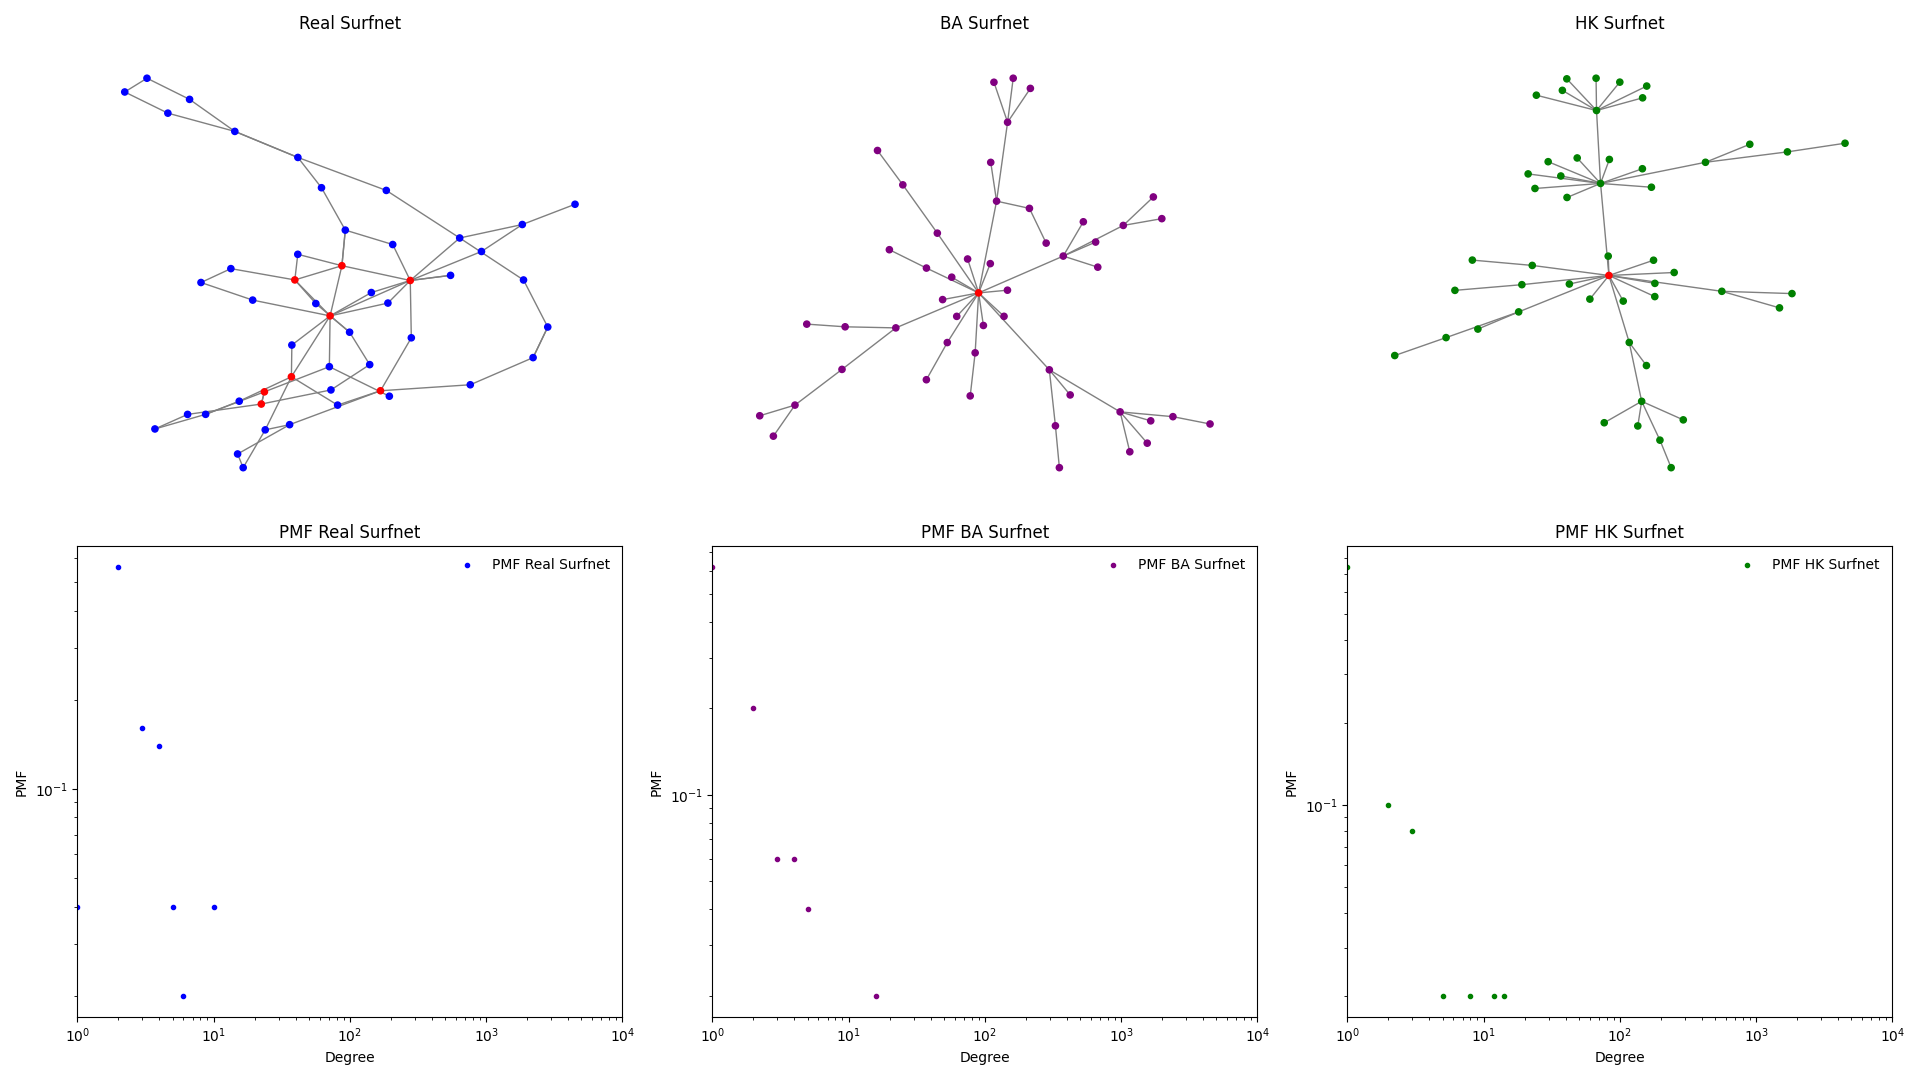 Real Surfnet
BA Surfnet
HK Surfnet
PMF Real Surfnet
PMF Real Surfnet
PMF
10⁻¹
10⁰ 10¹ 10² 10³ 10⁴
Degree
PMF BA Surfnet
PMF BA Surfnet
PMF
10⁻¹
10⁰ 10¹ 10² 10³ 10⁴
Degree
PMF HK Surfnet
PMF HK Surfnet
PMF
10⁻¹
10⁰ 10¹ 10² 10³ 10⁴
Degree